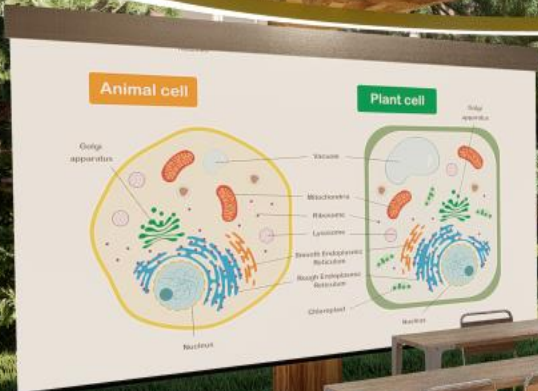 Animal cell
Plant cell
Golgi
apparatus
Golgi
apparatus
Vacuole
Mitochondria
Ribosome
Lysosome
Smooth Endoplasmic
Reticulum
Rough Endoplasmic
Reticulum
Chloroplast
Nucleus
Nucleus